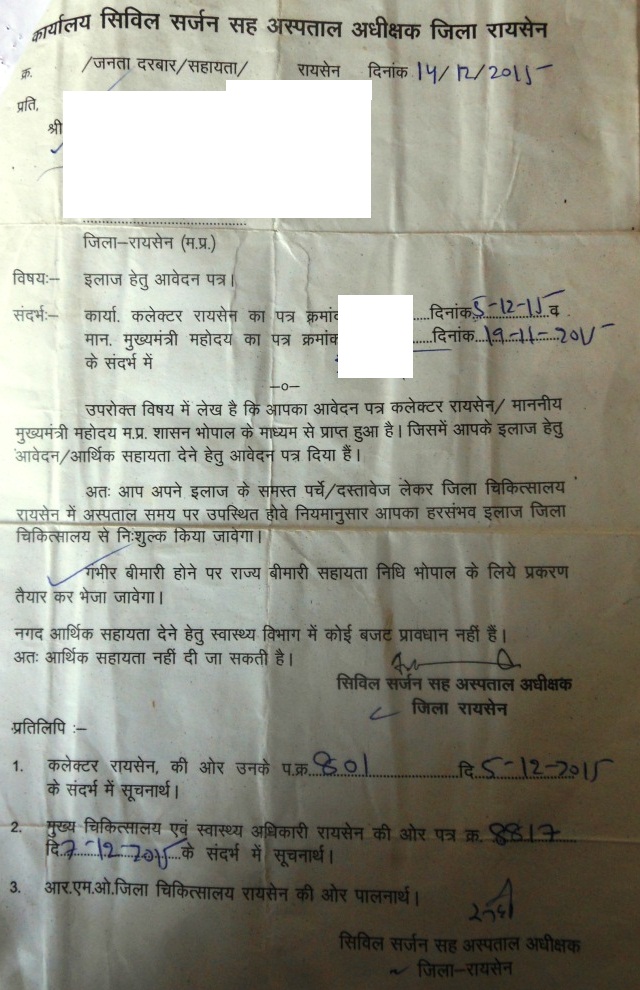 कार्यालय सिविल सर्जन सह अस्पताल अधीक्षक जिला रायसेन
क्र. /जनता दरबार/सहायता/ रायसेन दिनांक 14/12/2015
प्रति,
श्री
जिला–रायसेन (म.प्र.)
विषयः– इलाज हेतु आवेदन पत्र।
संदर्भः– कार्या. कलेक्टर रायसेन का पत्र क्रमांक ......दिनांक 5-12-15 व
मान. मुख्यमंत्री महोदय का पत्र क्रमांक ......दिनांक 19-11-2015
के संदर्भ में
—o—
उपरोक्त विषय में लेख है कि आपका आवेदन पत्र कलेक्टर रायसेन/ माननीय
मुख्यमंत्री महोदय म.प्र. शासन भोपाल के माध्यम से प्राप्त हुआ है। जिसमें आपके इलाज हेतु
आवेदन/आर्थिक सहायता देने हेतु आवेदन पत्र दिया हैं।
अतः आप अपने इलाज के समस्त पर्चे/दस्तावेज लेकर जिला चिकित्सालय
रायसेन में अस्पताल समय पर उपस्थित होवे नियमानुसार आपका हरसंभव इलाज जिला
चिकित्सालय से निःशुल्क किया जावेगा।
गंभीर बीमारी होने पर राज्य बीमारी सहायता निधि भोपाल के लिये प्रकरण
तैयार कर भेजा जावेगा।
नगद आर्थिक सहायता देने हेतु स्वास्थ्य विभाग में कोई बजट प्रावधान नहीं हैं।
अतः आर्थिक सहायता नहीं दी जा सकती है।
सिविल सर्जन सह अस्पताल अधीक्षक
जिला रायसेन
प्रतिलिपि :–
1. कलेक्टर रायसेन, की ओर उनके प.क्र. 801 दि. 5-12-2015
के संदर्भ में सूचनार्थ।
2. मुख्य चिकित्सालय एवं स्वास्थ्य अधिकारी रायसेन की ओर पत्र क्र. 8817
दि. 7-12-2015 के संदर्भ में सूचनार्थ।
3. आर.एम.ओ.जिला चिकित्सालय रायसेन की ओर पालनार्थ।
सिविल सर्जन सह अस्पताल अधीक्षक
जिला–रायसेन